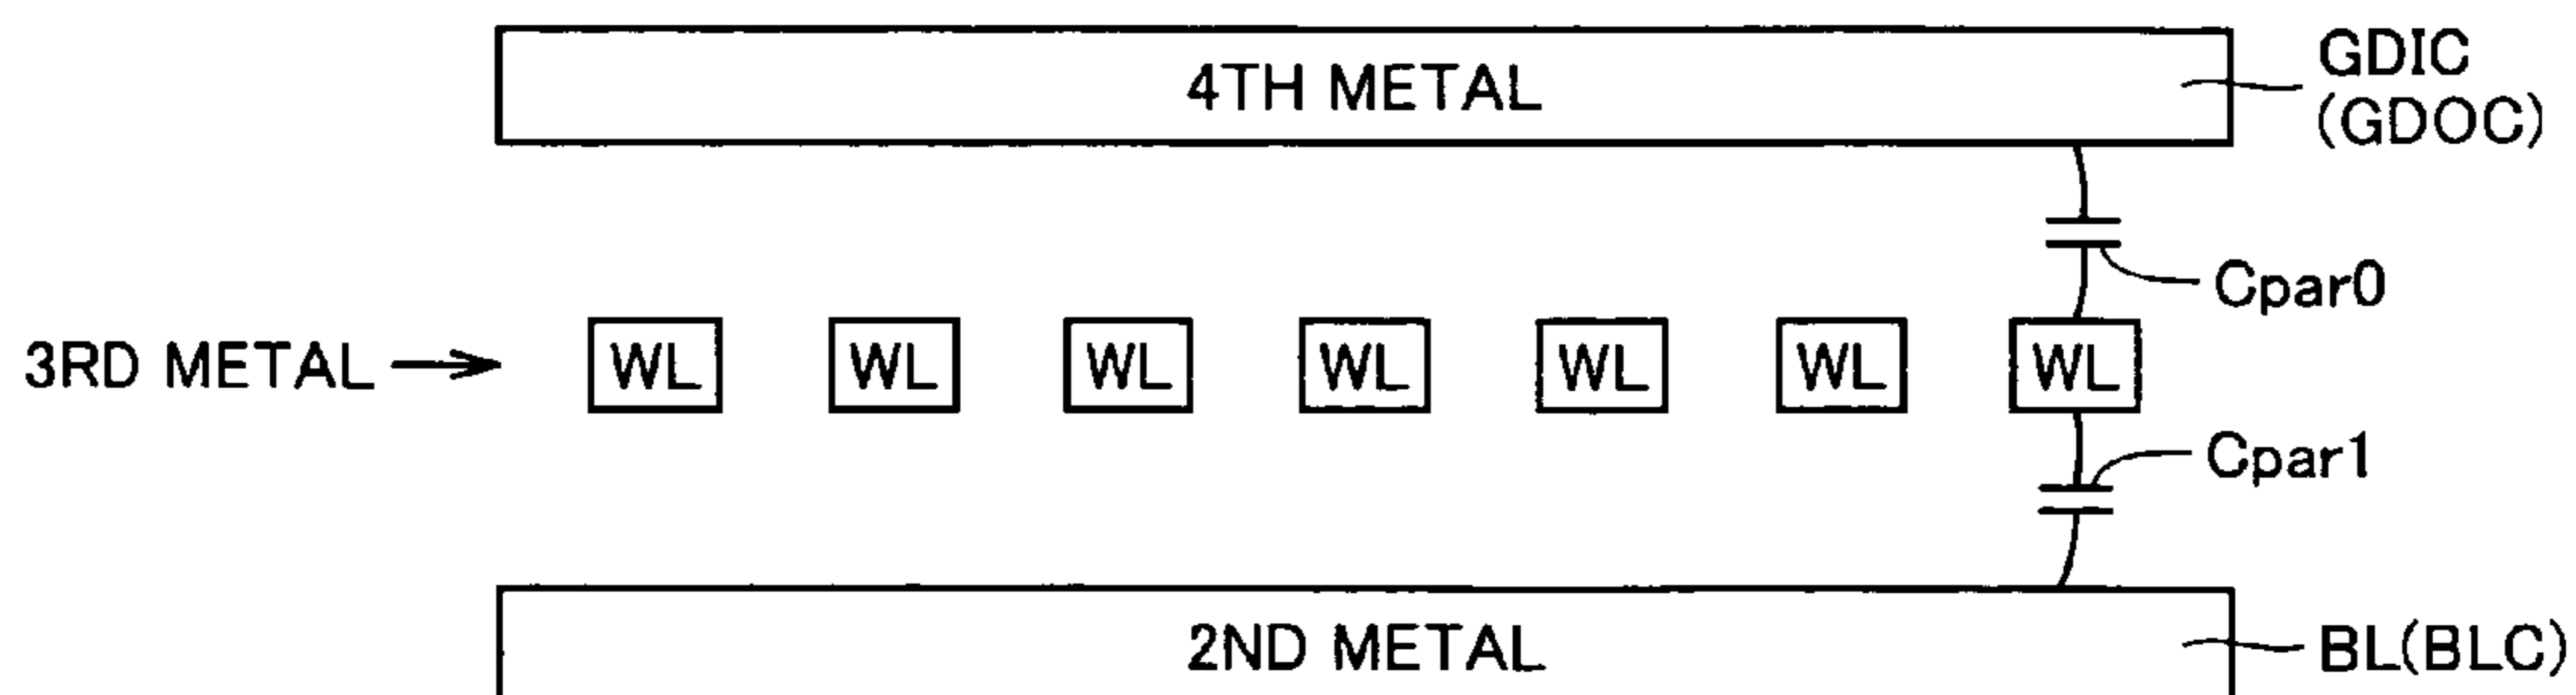 4TH METAL
GDIC
(GDOC)
Cpar0
3RD METAL
WL WL WL WL WL WL WL
Cpar1
2ND METAL
BL(BLC)